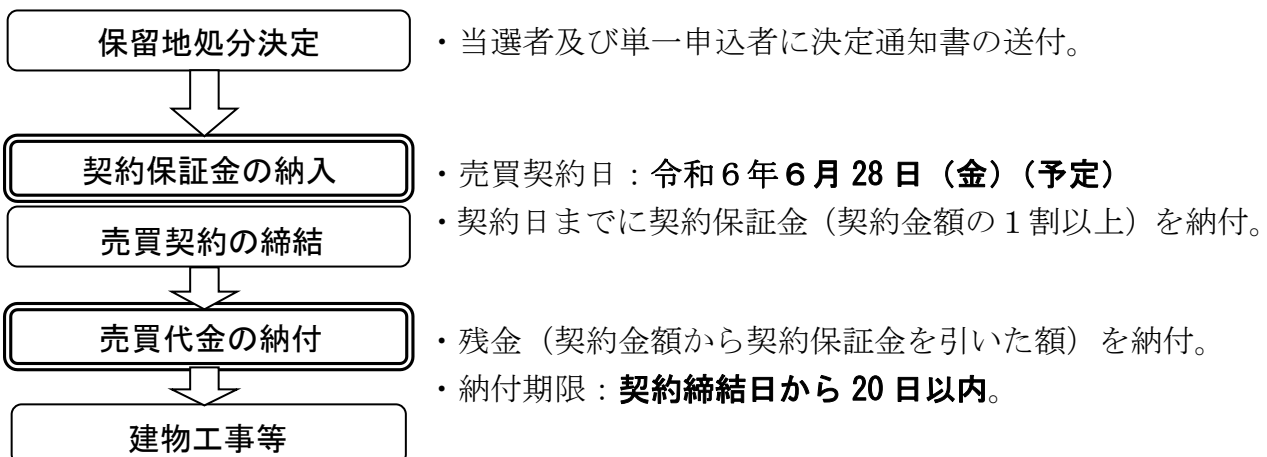 保留地処分決定
・当選者及び単一申込者に決定通知書の送付。
契約保証金の納入
・売買契約日:令和6年６月 28 日（金）（予定）
・契約日までに契約保証金（契約金額の１割以上）を納付。
売買契約の締結
売買代金の納付
・残金（契約金額から契約保証金を引いた額）を納付。
・納付期限：契約締結日から 20 日以内。
建物工事等